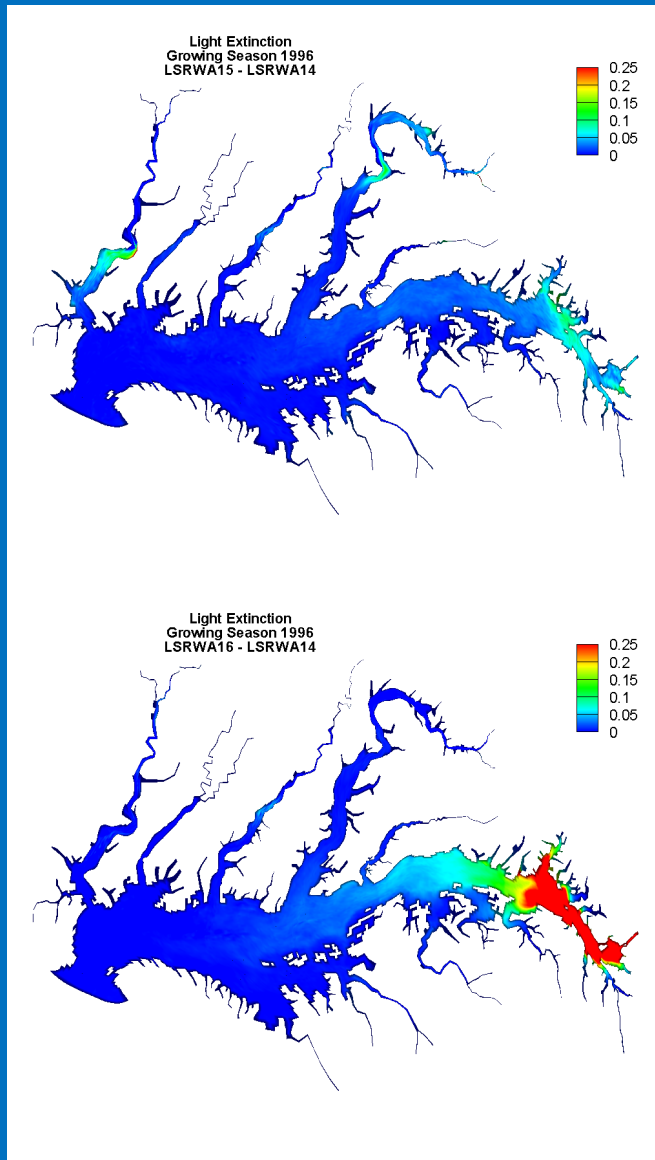 Light Extinction
Growing Season 1996
LSRWA15 - LSRWA14
0.25
0.2
0.15
0.1
0.05
0
Light Extinction
Growing Season 1996
LSRWA16 - LSRWA14
0.25
0.2
0.15
0.1
0.05
0